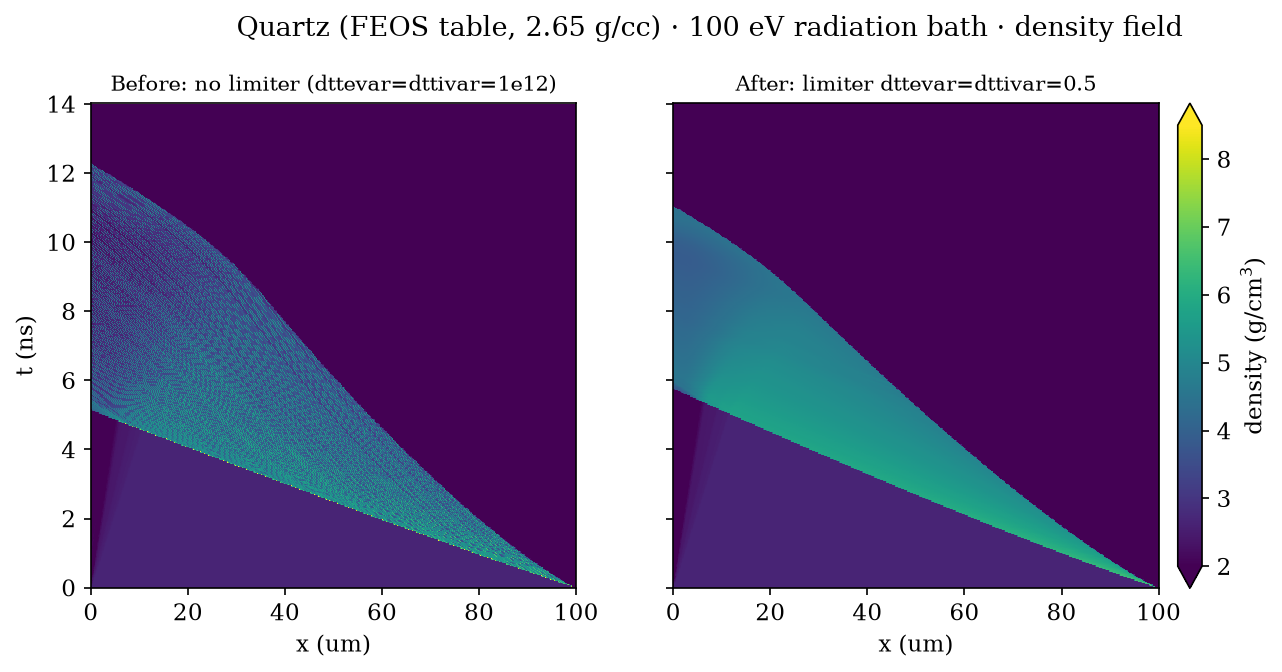 Quartz (FEOS table, 2.65 g/cc) · 100 eV radiation bath · density field
Before: no limiter (dttevar=dttivar=1e12)
After: limiter dttevar=dttivar=0.5
14
12
10
8
6
4
2
0
t (ns)
0 20 40 60 80 100
x (um)
0 20 40 60 80 100
x (um)
8
7
6
5
4
3
2
density (g/cm³)